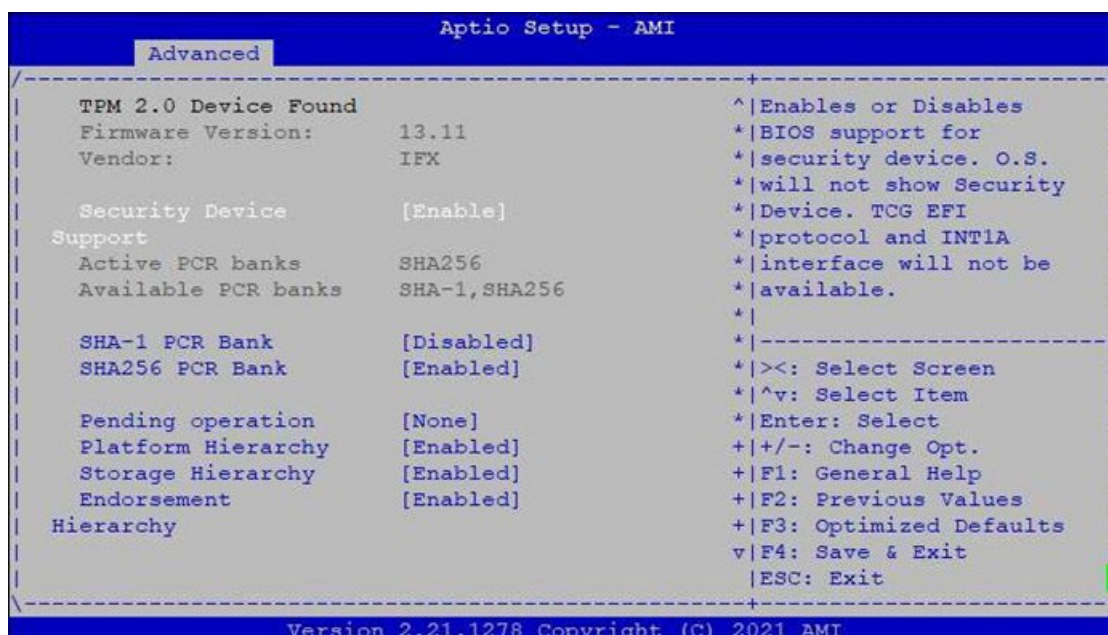 Aptio Setup - AMI
Advanced
TPM 2.0 Device Found
Firmware Version: 13.11
Vendor: IFX
Security Device [Enable]
Support
Active PCR banks SHA256
Available PCR banks SHA-1,SHA256
SHA-1 PCR Bank [Disabled]
SHA256 PCR Bank [Enabled]
Pending operation [None]
Platform Hierarchy [Enabled]
Storage Hierarchy [Enabled]
Endorsement [Enabled]
Hierarchy
Enables or Disables
BIOS support for
security device. O.S.
will not show Security
Device. TCG EFI
protocol and INT1A
interface will not be
available.
><: Select Screen
^v: Select Item
Enter: Select
+/-: Change Opt.
F1: General Help
F2: Previous Values
F3: Optimized Defaults
F4: Save & Exit
ESC: Exit
Version 2.21.1278 Copyright (C) 2021 AMI